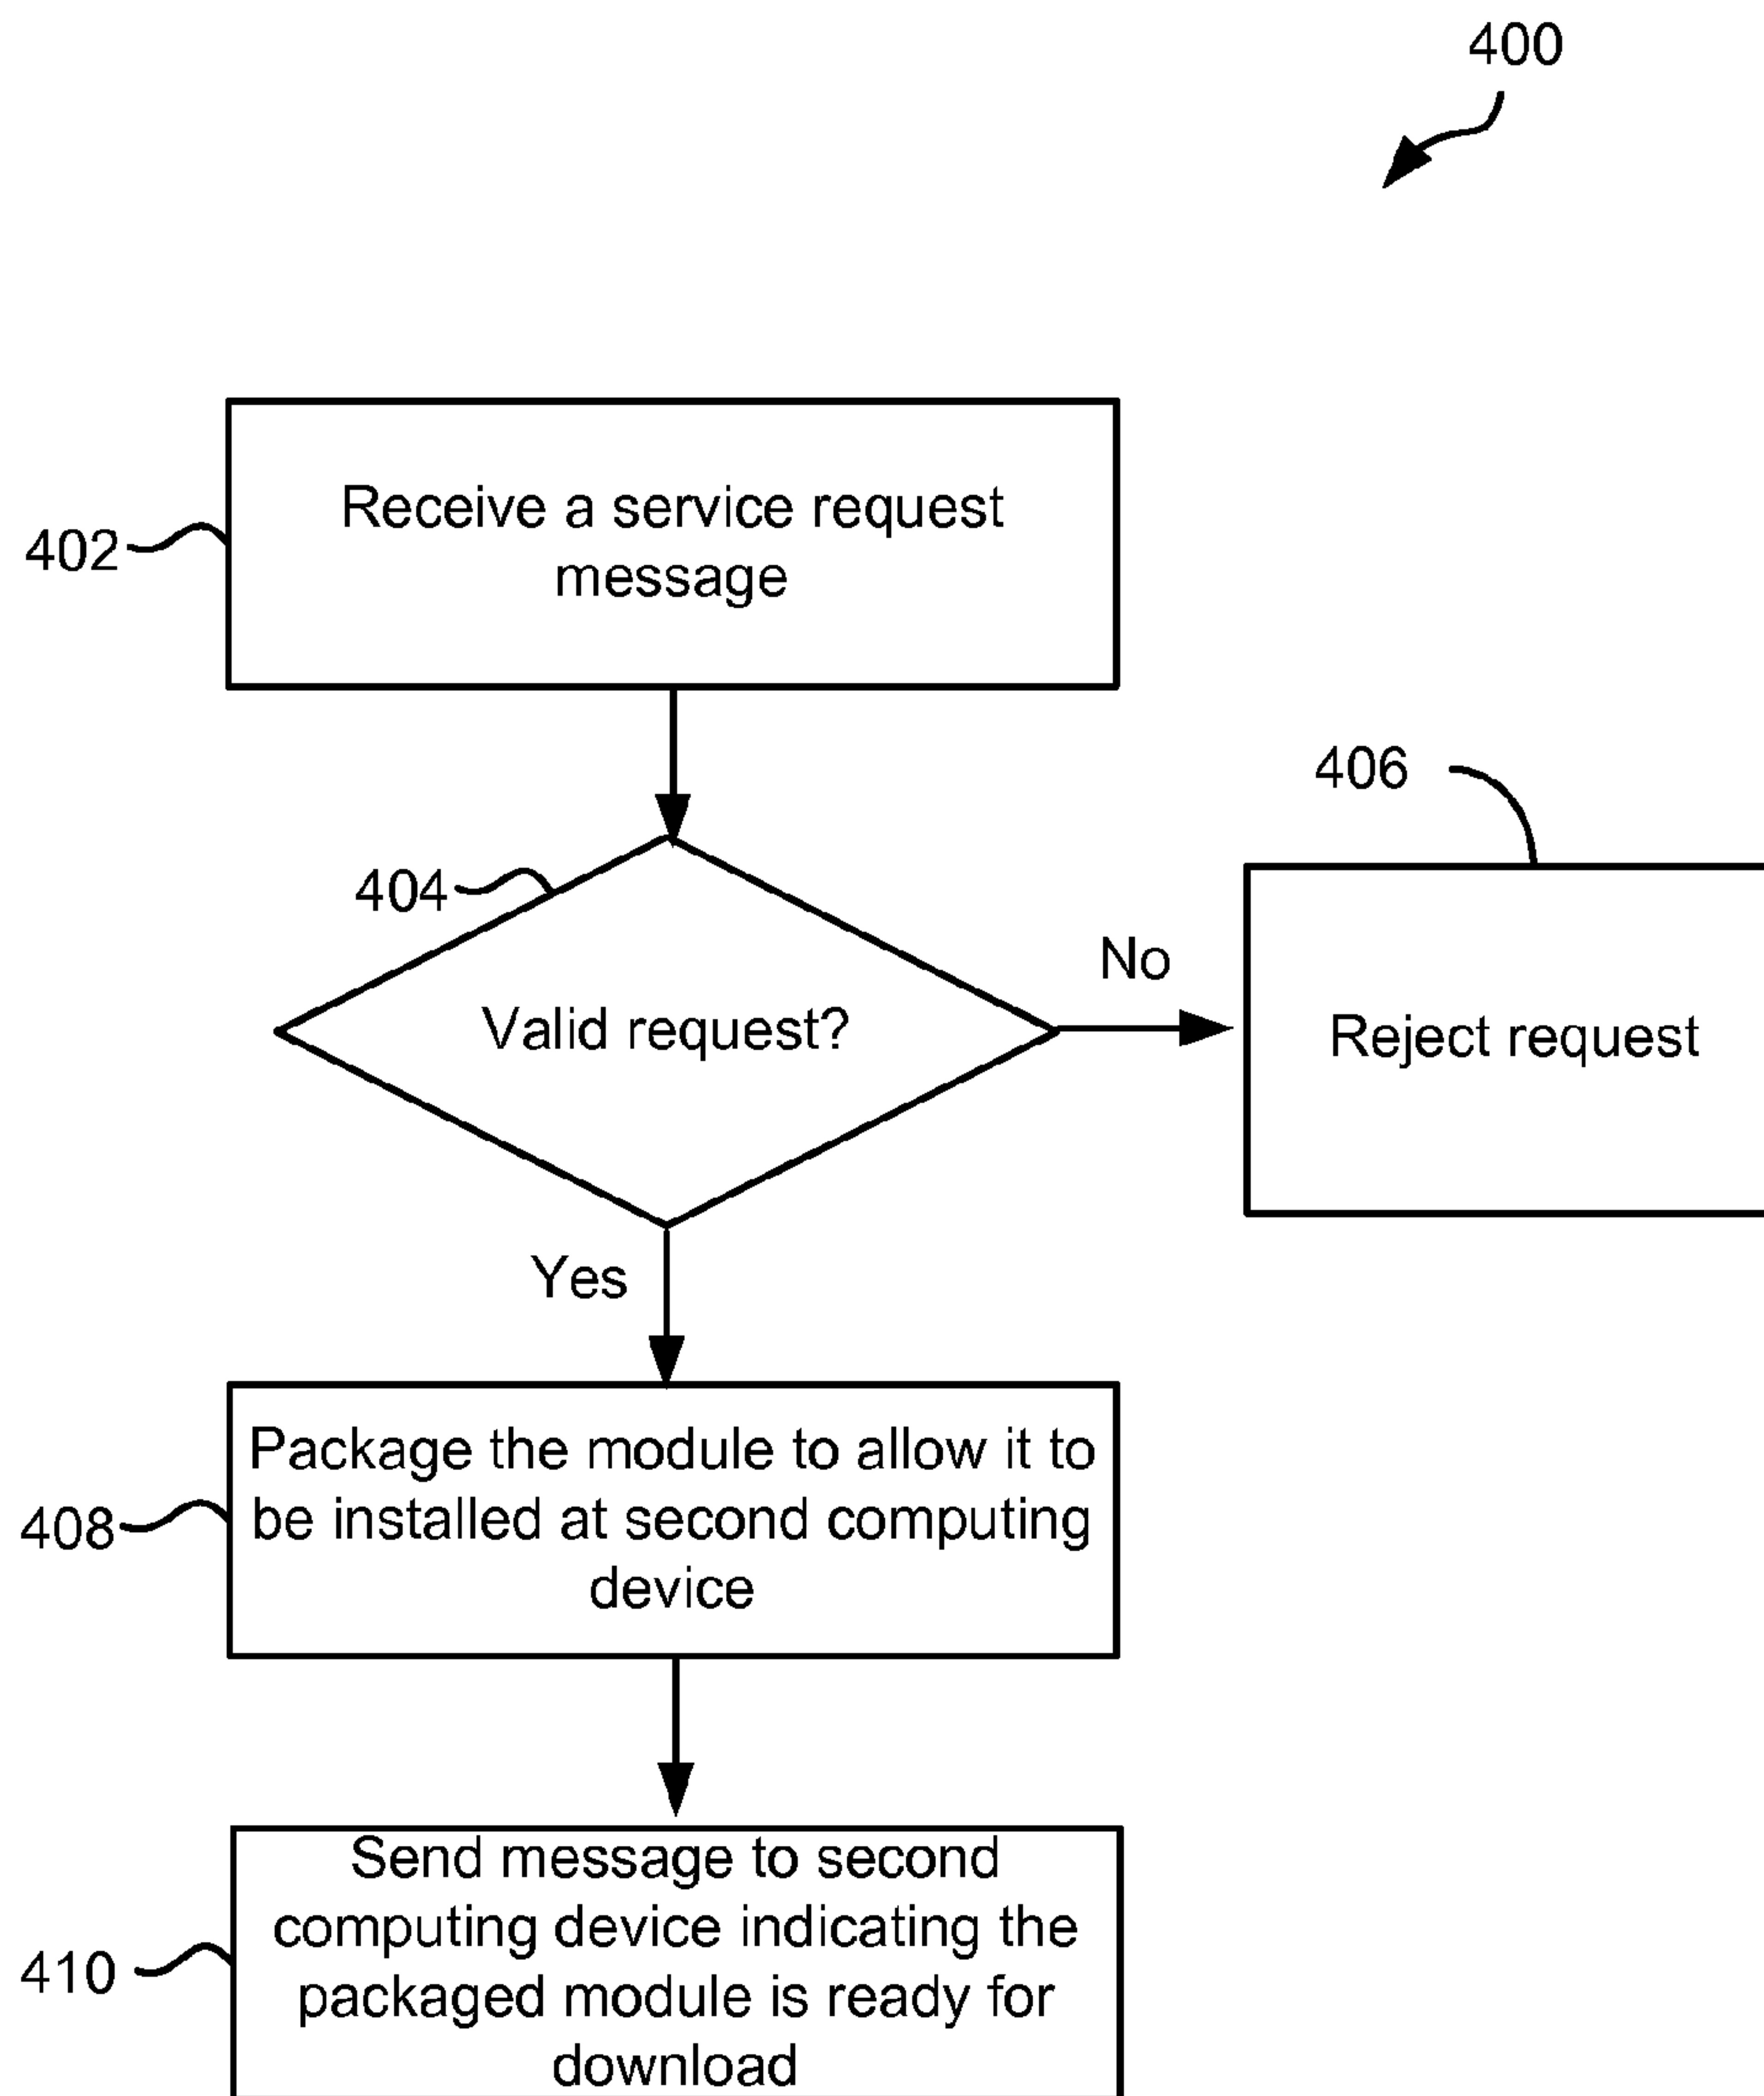 400
Receive a service request
message
402
406
404
No
Valid request?
Reject request
Yes
Package the module to allow it to
be installed at second computing
device
408
Send message to second
computing device indicating the
packaged module is ready for
download
410